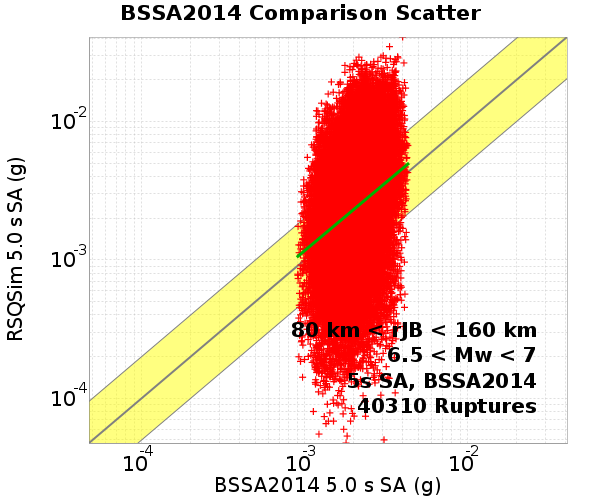 BSSA2014 Comparison Scatter
RSQSim 5.0 s SA (g)
10-2
10-3
10-4
80 km < rJB < 160 km
6.5 < Mw < 7
5s SA, BSSA2014
40310 Ruptures
10-4 10-3 10-2
BSSA2014 5.0 s SA (g)